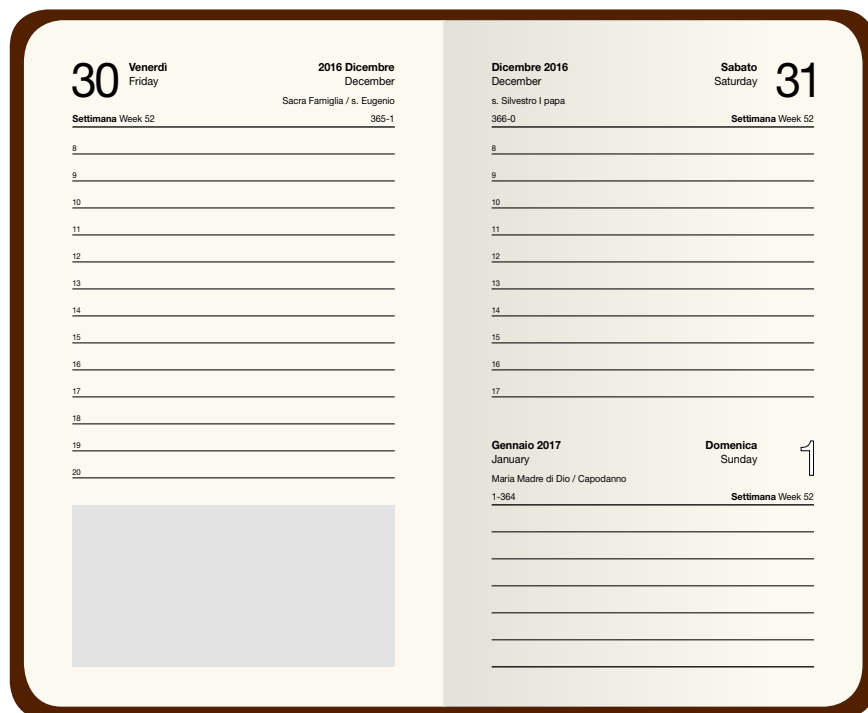 30 Venerdì 2016 Dicembre
Friday December
Sacra Famiglia / s. Eugenio
Settimana Week 52 365-1
8
9
10
11
12
13
14
15
16
17
18
19
20
Dicembre 2016 Sabato 31
December Saturday
s. Silvestro I papa
366-0 Settimana Week 52
8
9
10
11
12
13
14
15
16
17
Gennaio 2017 Domenica 1
January Sunday
Maria Madre di Dio / Capodanno
1-364 Settimana Week 52